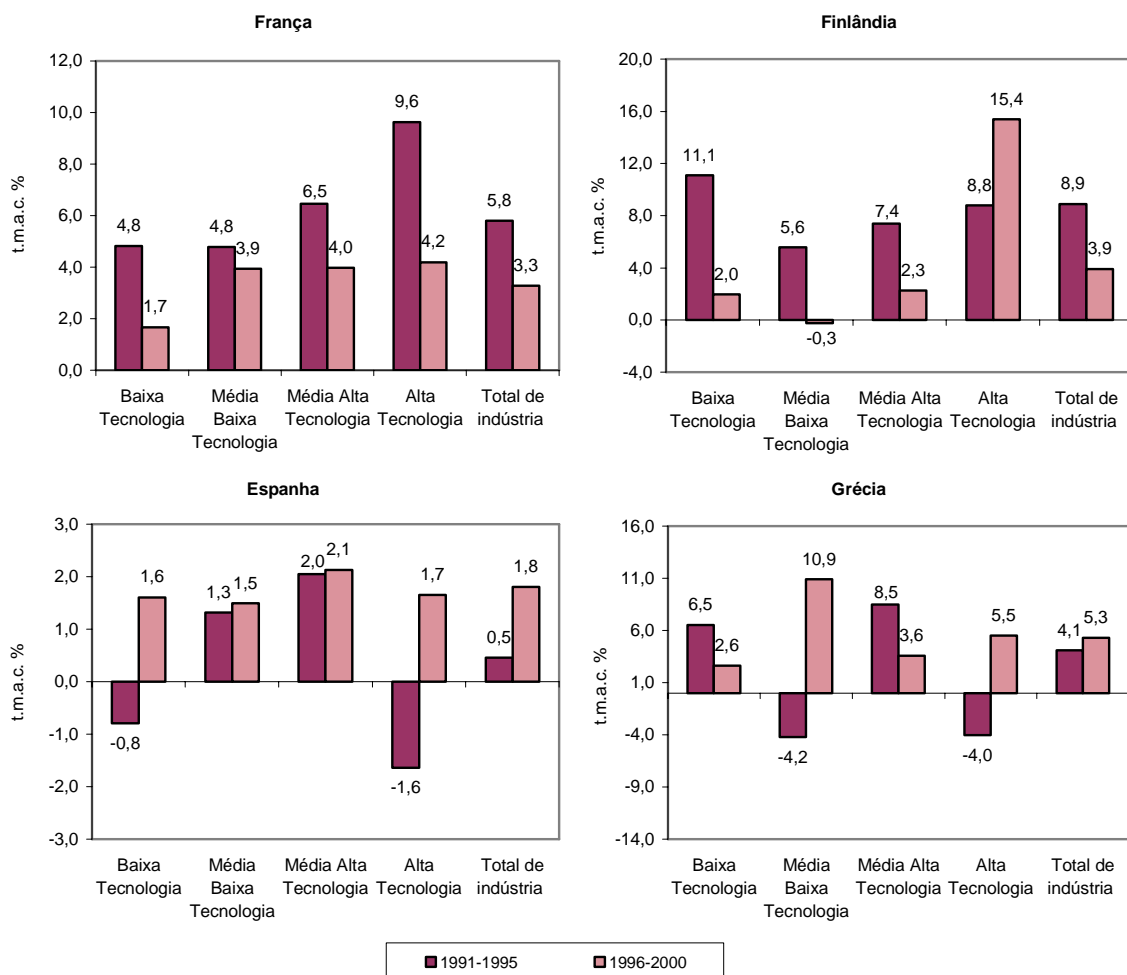 França
12,0
10,0
8,0
6,0
4,0
2,0
0,0
t.m.a.c. %
4,8
1,7
4,8
3,9
6,5
4,0
9,6
4,2
5,8
3,3
Baixa
Tecnologia
Média
Baixa
Tecnologia
Média Alta
Tecnologia
Alta
Tecnologia
Total de
indústria
Finlândia
20,0
16,0
12,0
8,0
4,0
0,0
-4,0
t.m.a.c. %
11,1
2,0
5,6
-0,3
7,4
2,3
8,8
15,4
8,9
3,9
Baixa
Tecnologia
Média
Baixa
Tecnologia
Média Alta
Tecnologia
Alta
Tecnologia
Total de
indústria
Espanha
3,0
2,0
1,0
0,0
-1,0
-2,0
-3,0
t.m.a.c. %
-0,8
1,6
1,3
1,5
2,0
2,1
-1,6
1,7
0,5
1,8
Baixa
Tecnologia
Média
Baixa
Tecnologia
Média Alta
Tecnologia
Alta
Tecnologia
Total de
indústria
Grécia
16,0
11,0
6,0
1,0
-4,0
-9,0
-14,0
t.m.a.c. %
6,5
2,6
-4,2
10,9
8,5
3,6
-4,0
5,5
4,1
5,3
Baixa
Tecnologia
Média
Baixa
Tecnologia
Média Alta
Tecnologia
Alta
Tecnologia
Total de
indústria
1991-1995
1996-2000